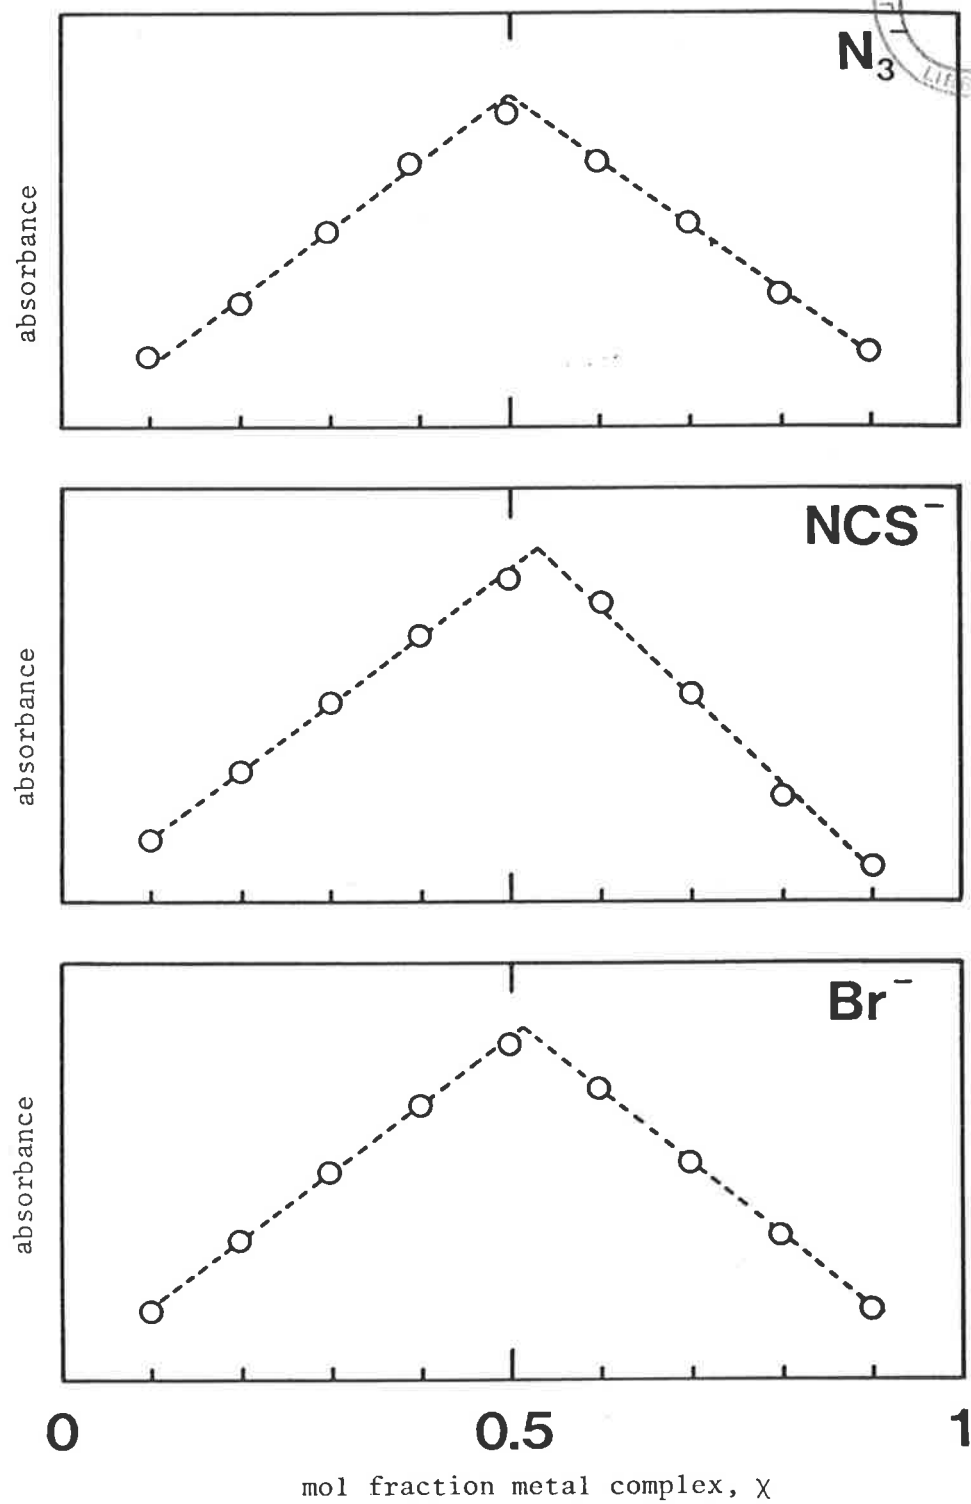 N₃⁻
absorbance
NCS⁻
absorbance
Br⁻
absorbance
0 0.5 1
mol fraction metal complex, χ